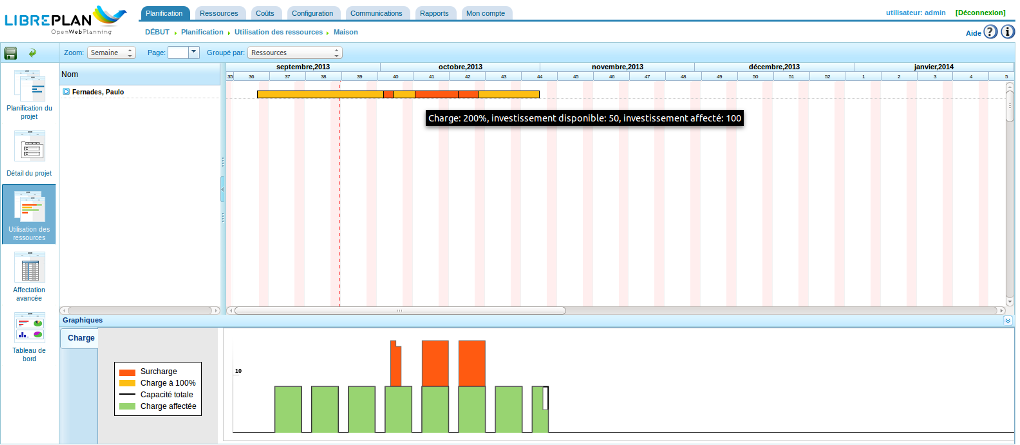 LIBREPLAN
OpenWebPlanning
Planification Ressources Coûts Configuration Communications Rapports Mon compte
utilisateur: admin [Déconnexion]
DÉBUT Planification Utilisation des ressources Maison
Aide ? i
Zoom: Semaine Page: Groupé par: Ressources
Planification du
projet
Détail du projet
Utilisation des
ressources
Affectation
avancée
Tableau de
bord
Nom
Fernades, Paulo
septembre,2013 octobre,2013 novembre,2013 décembre,2013 janvier,2014
35 36 37 38 39 40 41 42 43 44 45 46 47 48 49 50 51 52 1 2 3 4 5
Charge: 200%, investissement disponible: 50, investissement affecté: 100
Graphiques
Charge
Surcharge
Charge à 100%
Capacité totale
Charge affectée
10